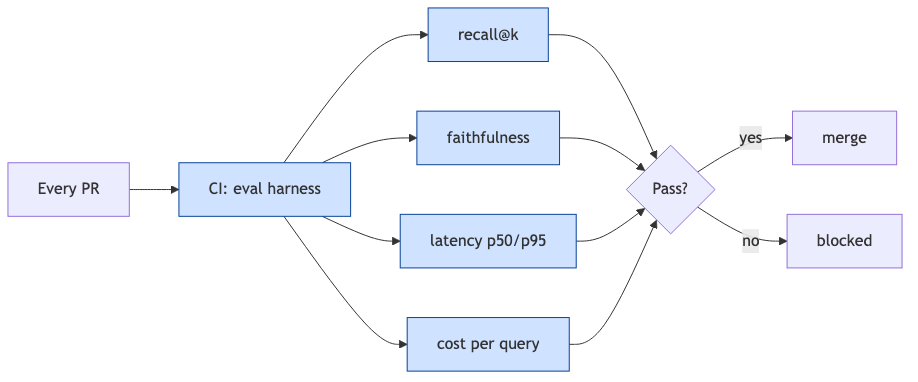 Every PR
CI: eval harness
recall@k
faithfulness
latency p50/p95
cost per query
Pass?
yes
no
merge
blocked